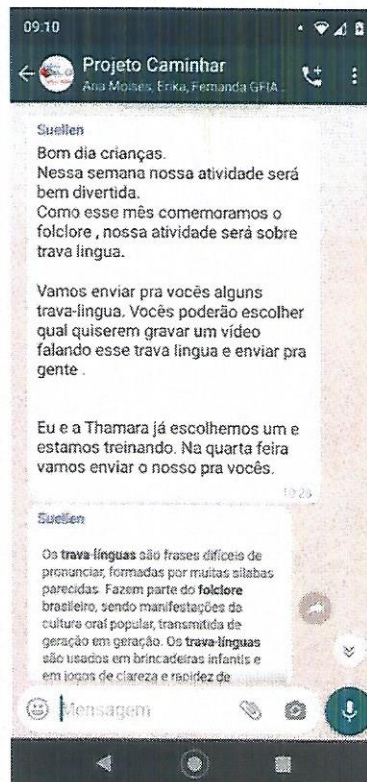 09:10
Projeto Caminhar
Ana Moises, Erika, Fernanda GFIA...
Suellen
Bom dia crianças.
Nessa semana nossa atividade será
bem divertida.
Como esse mês comemoramos o
folclore , nossa atividade será sobre
trava lingua.
Vamos enviar pra vocês alguns
trava-lingua. Vocês poderão escolher
qual quiserem gravar um vídeo
falando esse trava lingua e enviar pra
gente .
Eu e a Thamara já escolhemos um e
estamos treinando. Na quarta feira
vamos enviar o nosso pra vocês.
10:28
Suellen
Os trava-línguas são frases difíceis de
pronunciar, formadas por muitas sílabas
parecidas. Fazem parte do folclore
brasileiro, sendo manifestações da
cultura oral popular, transmitida de
geração em geração. Os trava-línguas
são usados em brincadeiras infantis e
em jogos de clareza e rapidez de
Mensagem